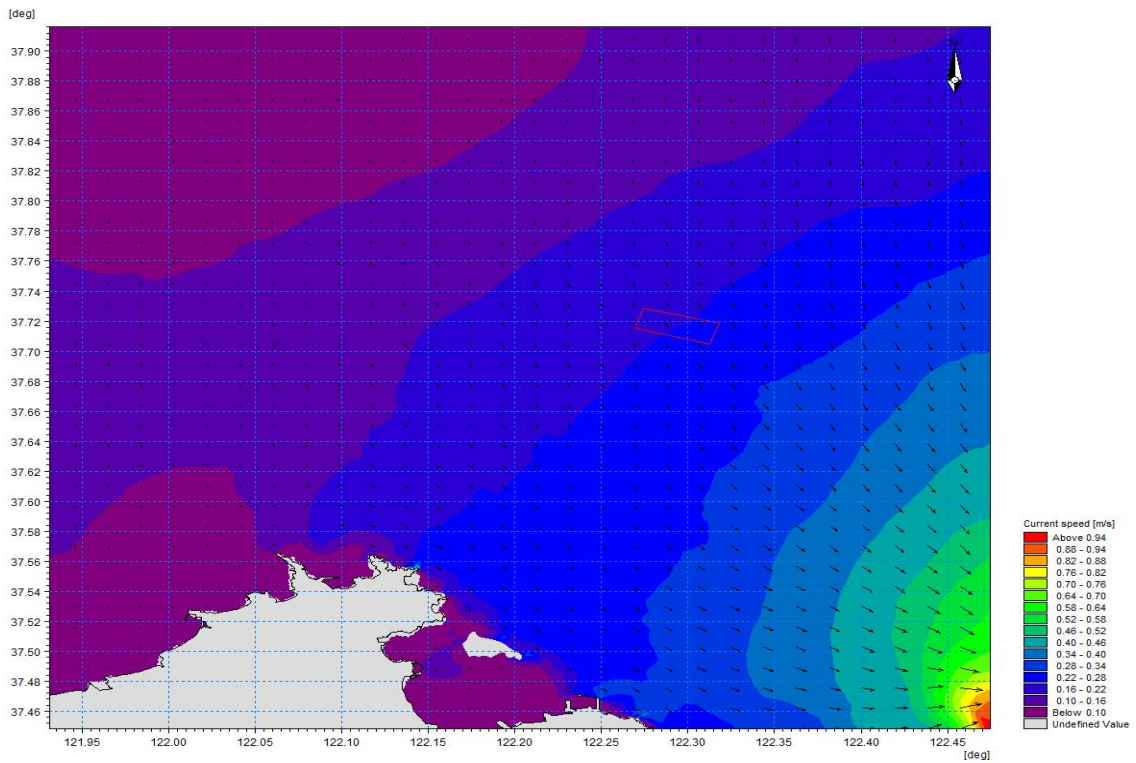 [deg]
37.90
37.88
37.86
37.84
37.82
37.80
37.78
37.76
37.74
37.72
37.70
37.68
37.66
37.64
37.62
37.60
37.58
37.56
37.54
37.52
37.50
37.48
37.46
121.95 122.00 122.05 122.10 122.15 122.20 122.25 122.30 122.35 122.40 122.45
[deg]
Current speed [m/s]
Above 0.94
0.88 - 0.94
0.82 - 0.88
0.76 - 0.82
0.70 - 0.76
0.64 - 0.70
0.58 - 0.64
0.52 - 0.58
0.46 - 0.52
0.40 - 0.46
0.34 - 0.40
0.28 - 0.34
0.22 - 0.28
0.16 - 0.22
0.10 - 0.16
Below 0.10
Undefined Value